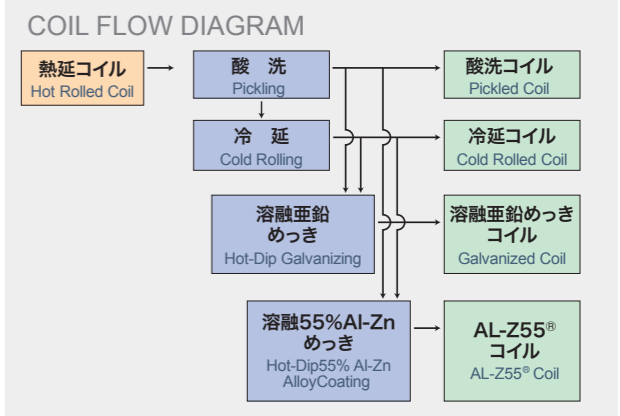 COIL FLOW DIAGRAM
熱延コイル
Hot Rolled Coil
酸 洗
Pickling
酸洗コイル
Pickled Coil
冷 延
Cold Rolling
冷延コイル
Cold Rolled Coil
溶融亜鉛
めっき
Hot-Dip Galvanizing
溶融亜鉛めっき
コイル
Galvanized Coil
溶融55%Al-Zn
めっき
Hot-Dip55% Al-Zn
AlloyCoating
AL-Z55®
コイル
AL-Z55® Coil